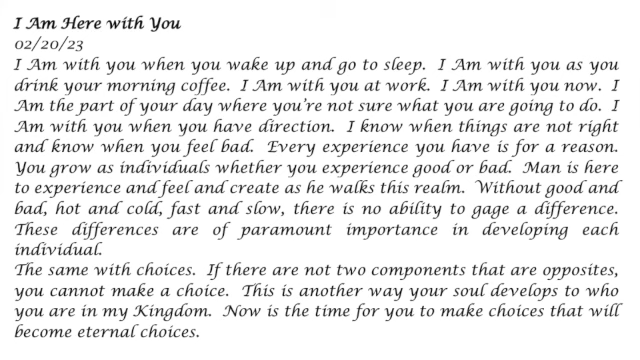 I Am Here with You
02/20/23
I Am with you when you wake up and go to sleep. I Am with you as you
drink your morning coffee. I Am with you at work. I Am with you now. I
Am the part of your day where you're not sure what you are going to do. I
Am with you when you have direction. I know when things are not right
and know when you feel bad. Every experience you have is for a reason.
You grow as individuals whether you experience good or bad. Man is here
to experience and feel and create as he walks this realm. Without good and
bad, hot and cold, fast and slow, there is no ability to gage a difference.
These differences are of paramount importance in developing each
individual.
The same with choices. If there are not two components that are opposites,
you cannot make a choice. This is another way your soul develops to who
you are in my Kingdom. Now is the time for you to make choices that will
become eternal choices.